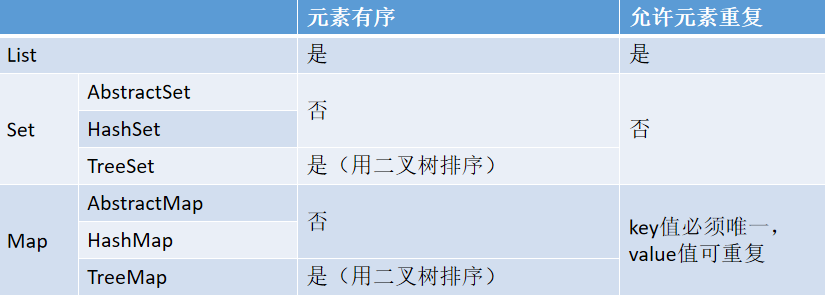 元素有序 允许元素重复
List 是 是
Set AbstractSet 否 否
HashSet
TreeSet 是（用二叉树排序）
Map AbstractMap 否 key值必须唯一，
value值可重复
HashMap
TreeMap 是（用二叉树排序）